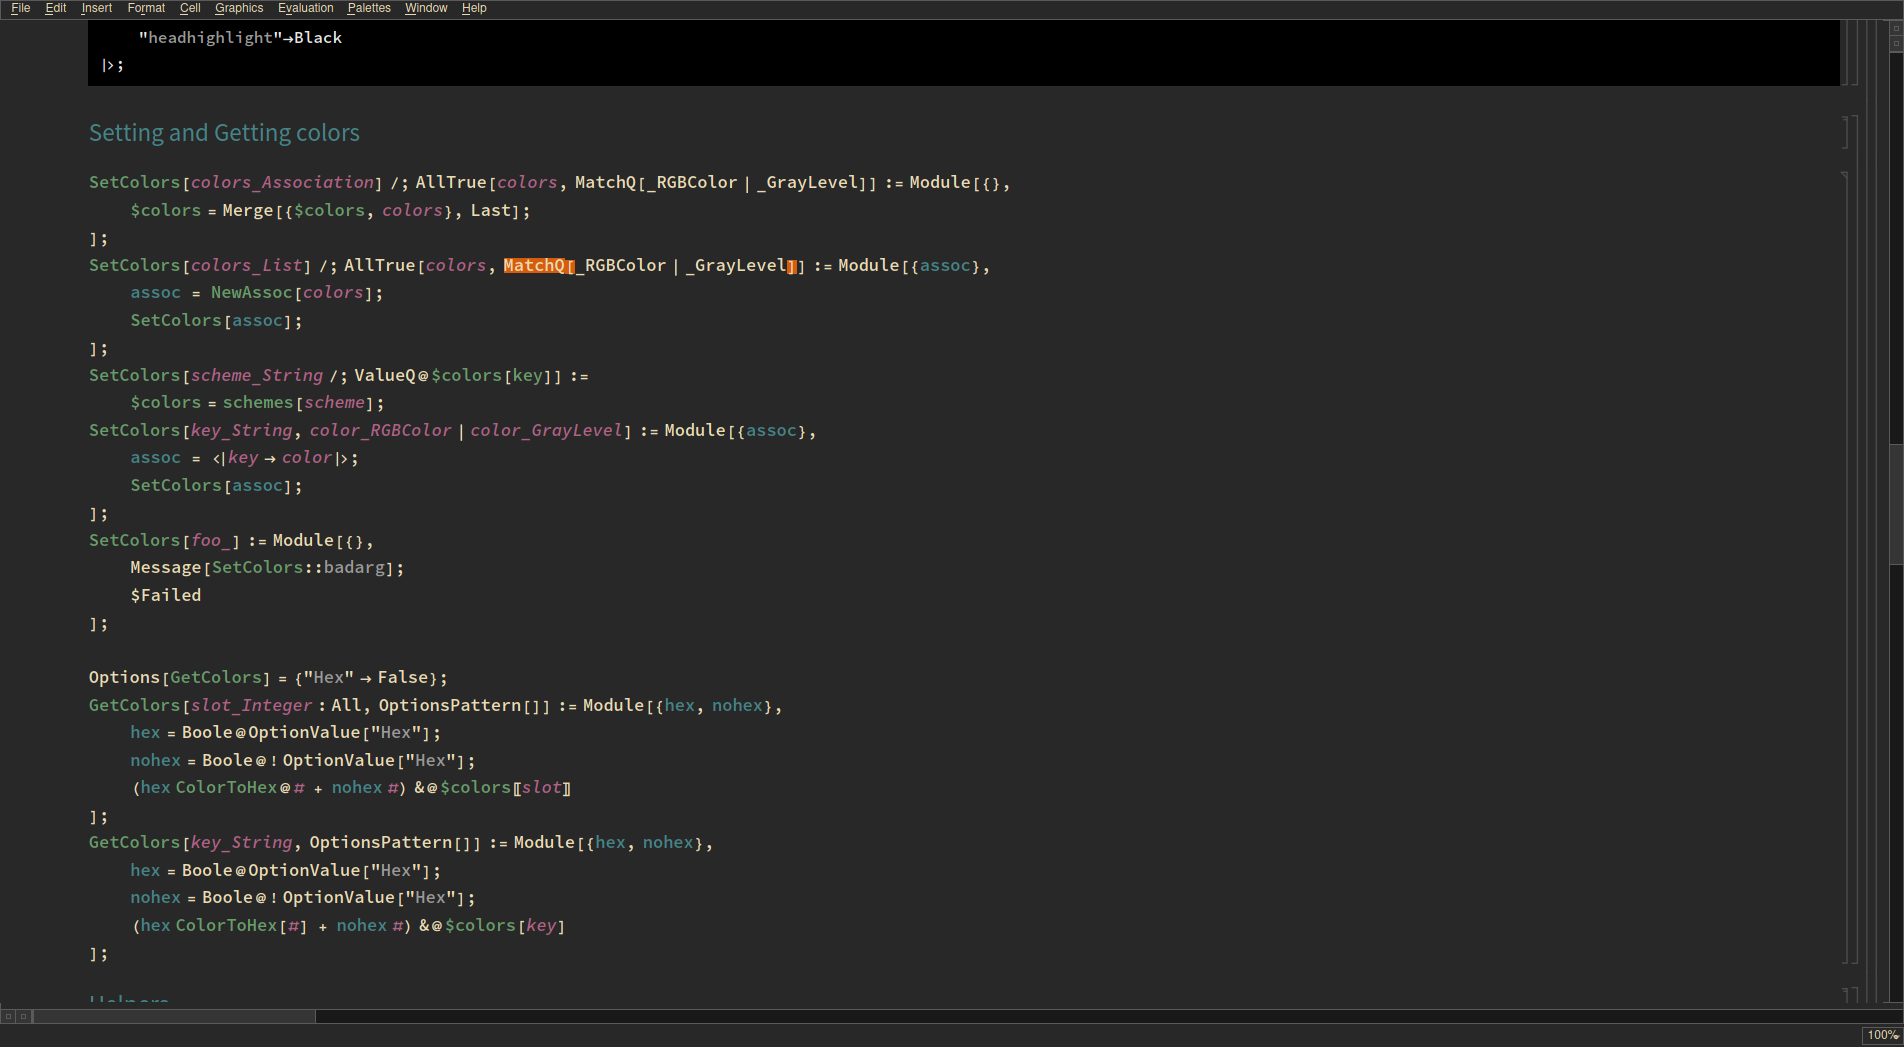 File Edit Insert Format Cell Graphics Evaluation Palettes Window Help
"headhighlight"→Black
|>;
Setting and Getting colors
SetColors[colors_Association] /; AllTrue[colors, MatchQ[_RGBColor | _GrayLevel]] := Module[{},
$colors = Merge[{$colors, colors}, Last];
];
SetColors[colors_List] /; AllTrue[colors, MatchQ[_RGBColor | _GrayLevel]] := Module[{assoc},
assoc = NewAssoc[colors];
SetColors[assoc];
];
SetColors[scheme_String /; ValueQ@$colors[key]] :=
$colors = schemes[scheme];
SetColors[key_String, color_RGBColor | color_GrayLevel] := Module[{assoc},
assoc = <|key → color|>;
SetColors[assoc];
];
SetColors[foo_] := Module[{},
Message[SetColors::badarg];
$Failed
];
Options[GetColors] = {"Hex" → False};
GetColors[slot_Integer : All, OptionsPattern[]] := Module[{hex, nohex},
hex = Boole@OptionValue["Hex"];
nohex = Boole@ ! OptionValue["Hex"];
(hex ColorToHex@# + nohex #) &@$colors〚slot〛
];
GetColors[key_String, OptionsPattern[]] := Module[{hex, nohex},
hex = Boole@OptionValue["Hex"];
nohex = Boole@ ! OptionValue["Hex"];
(hex ColorToHex[#] + nohex #) &@$colors[key]
];
Helpers
100%